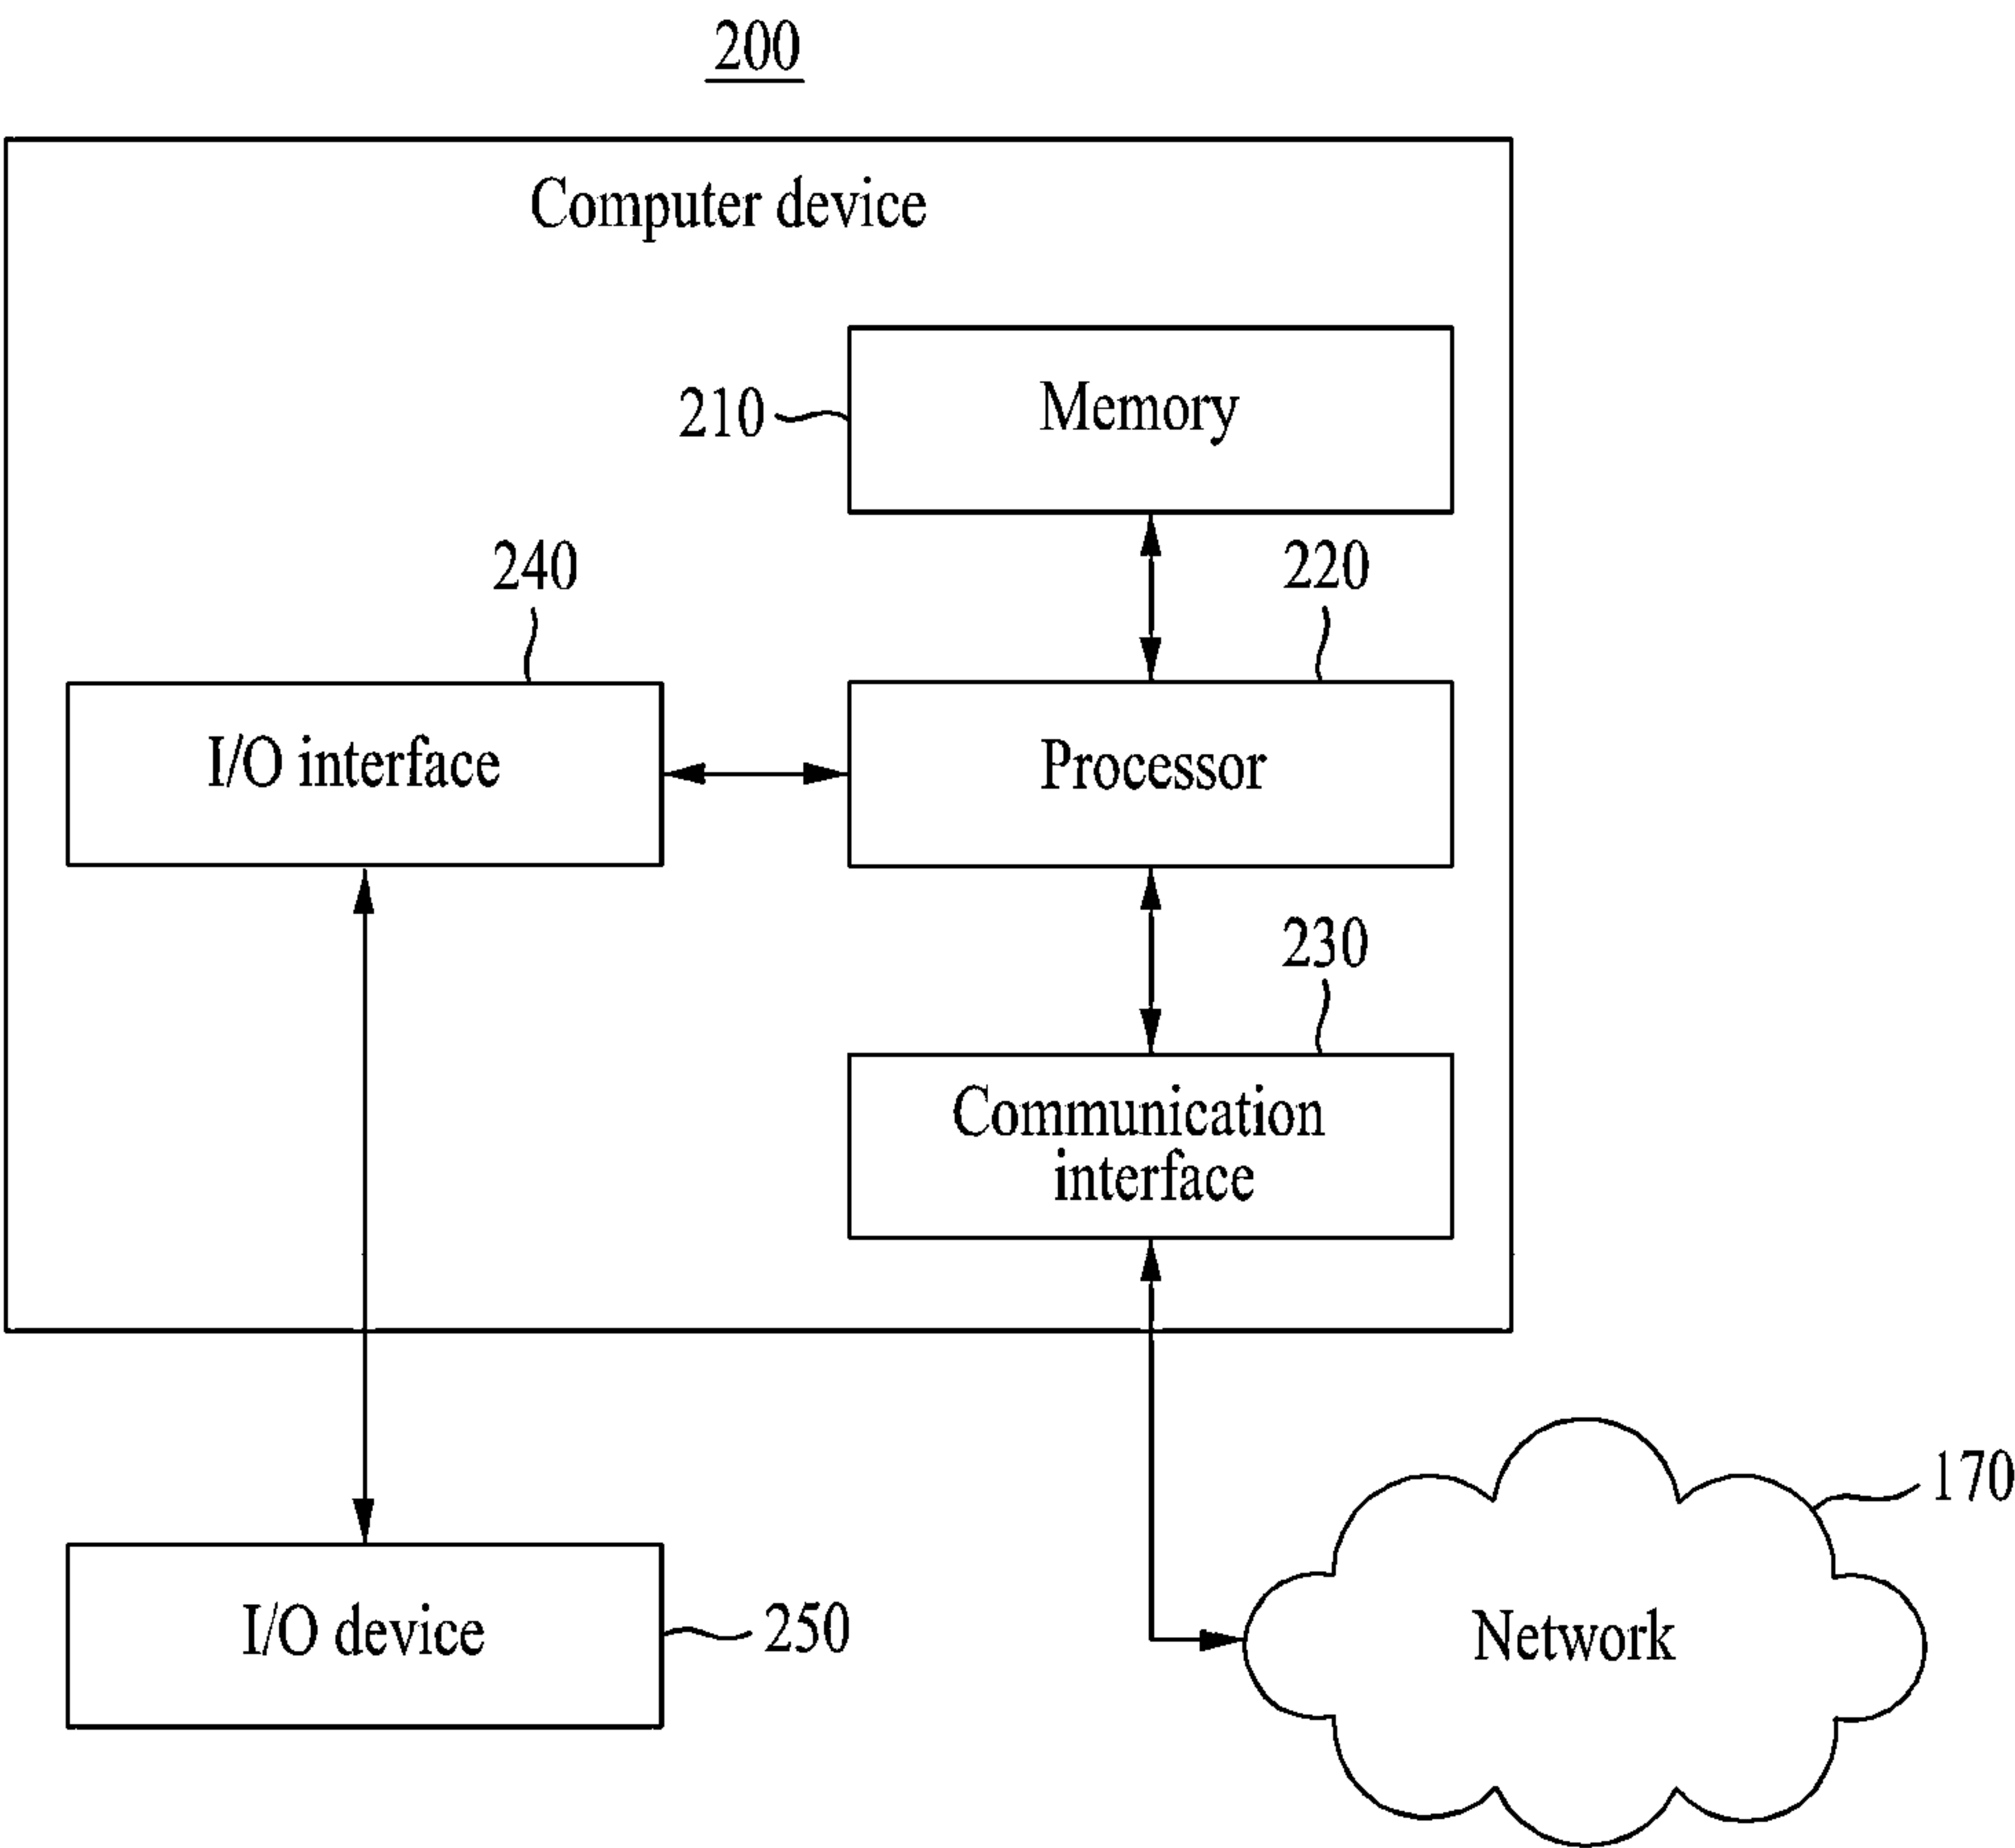 200
Computer device
Memory
210
240
220
I/O interface
Processor
230
Communication
interface
170
I/O device
250
Network